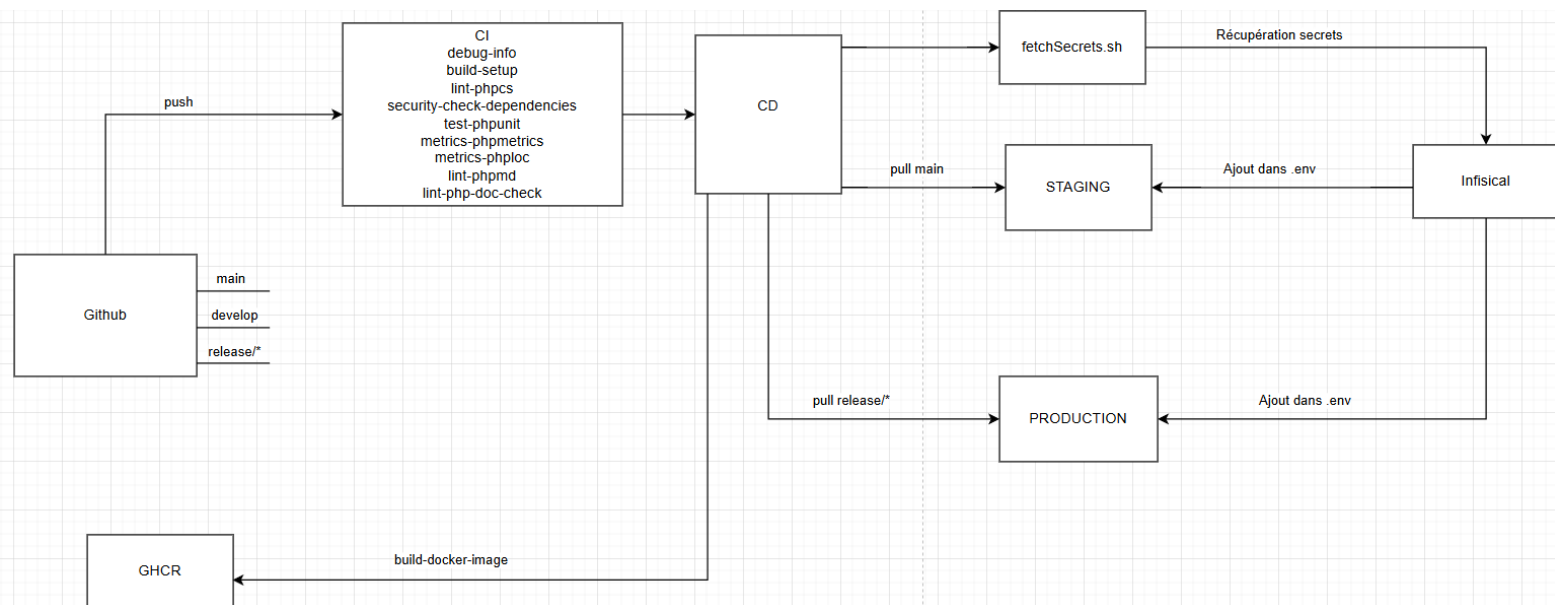 CI
debug-info
build-setup
lint-phpcs
security-check-dependencies
test-phpunit
metrics-phpmetrics
metrics-phploc
lint-phpmd
lint-php-doc-check
push
CD
fetchSecrets.sh
Récupération secrets
pull main
STAGING
Ajout dans .env
Infisical
Github
main
develop
release/*
pull release/*
PRODUCTION
Ajout dans .env
build-docker-image
GHCR